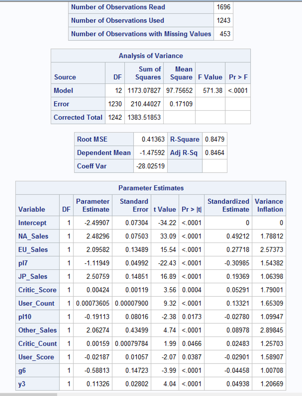 Number of Observations Read 1696
Number of Observations Used 1243
Number of Observations with Missing Values 453
Analysis of Variance
Source DF Sum of Squares Mean Square F Value Pr > F
Model 12 1173.07827 97.75652 571.38 <.0001
Error 1230 210.44027 0.17109
Corrected Total 1242 1383.51853
Root MSE 0.41363 R-Square 0.8479
Dependent Mean -1.47592 Adj R-Sq 0.8464
Coeff Var -28.02519
Parameter Estimates
Variable DF Parameter Estimate Standard Error t Value Pr > |t| Standardized Estimate Variance Inflation
Intercept 1 -2.49907 0.07304 -34.22 <.0001 0 0
NA_Sales 1 2.48296 0.07503 33.09 <.0001 0.49212 1.78812
EU_Sales 1 2.09582 0.13489 15.54 <.0001 0.27718 2.57373
pl7 1 -1.11949 0.04992 -22.43 <.0001 -0.30985 1.54382
JP_Sales 1 2.50759 0.14851 16.89 <.0001 0.19369 1.06398
Critic_Score 1 0.00424 0.00119 3.56 0.0004 0.05291 1.79001
User_Count 1 0.00073605 0.00007900 9.32 <.0001 0.13321 1.65309
pl10 1 -0.19113 0.08016 -2.38 0.0173 -0.02780 1.09947
Other_Sales 1 2.06274 0.43499 4.74 <.0001 0.08978 2.89845
Critic_Count 1 0.00159 0.00079784 1.99 0.0466 0.02483 1.25703
User_Score 1 -0.02187 0.01057 -2.07 0.0387 -0.02901 1.58907
g6 1 -0.58813 0.14723 -3.99 <.0001 -0.04458 1.00708
y3 1 0.11326 0.02802 4.04 <.0001 0.04938 1.20669